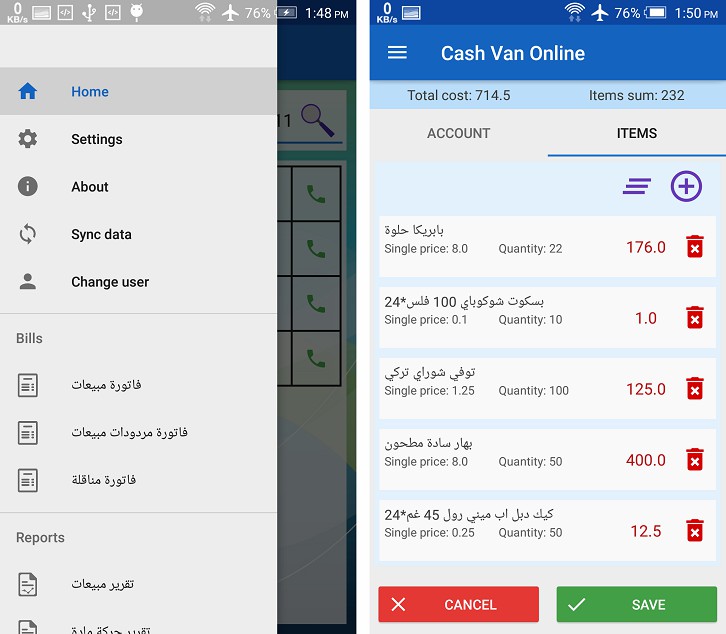 0
KB/s
76%
1:48 PM
Home
11
Settings
About
Sync data
Change user
Bills
فاتورة مبيعات
فاتورة مردودات مبيعات
فاتورة مناقلة
Reports
تقرير مبيعات
تقرير حركة مادة
0
KB/s
76%
1:50 PM
Cash Van Online
Total cost: 714.5 Items sum: 232
ACCOUNT ITEMS
بابريكا حلوة
Single price: 8.0 Quantity: 22 176.0
بسكوت شوكوباي 100 فلس*24
Single price: 0.1 Quantity: 10 1.0
توفي شوراي تركي
Single price: 1.25 Quantity: 100 125.0
بهار سادة مطحون
Single price: 8.0 Quantity: 50 400.0
كيك دبل اب ميني رول 45 غم*24
Single price: 0.25 Quantity: 50 12.5
CANCEL SAVE